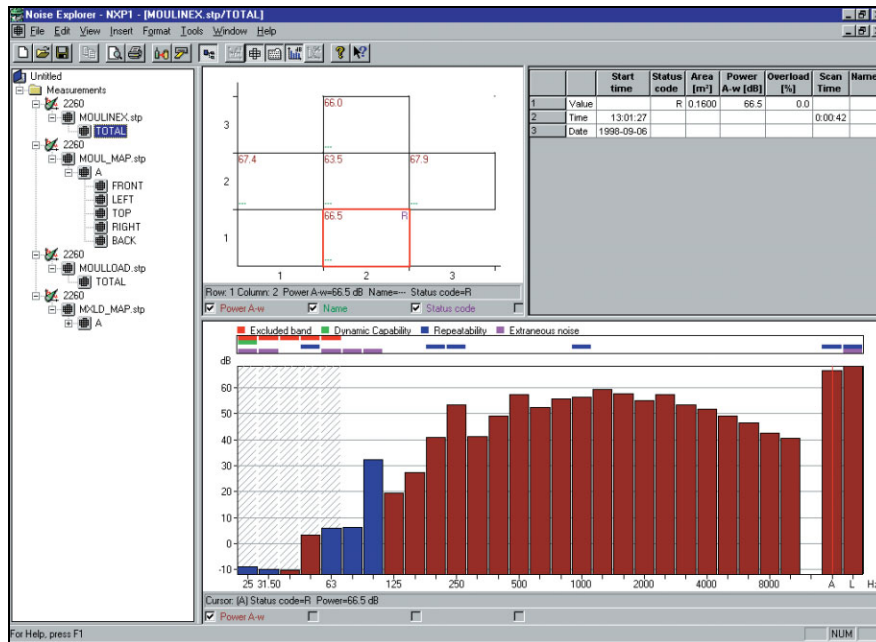 Noise Explorer - NXP1 - [MOULINEX.stp/TOTAL]
File Edit View Insert Format Tools Window Help
Untitled
Measurements
2260
MOULINEX.stp
TOTAL
2260
MOUL_MAP.stp
A
FRONT
LEFT
TOP
RIGHT
BACK
2260
MOULLOAD.stp
TOTAL
2260
MXLD_MAP.stp
A
66.0
3
---
67.4 63.5 67.9
2
--- --- ---
66.5 R
1
---
1 2 3
Row: 1 Column: 2 Power A-w=66.5 dB Name=--- Status code=R
Power A-w Name Status code
Start time Status code Area [m²] Power A-w [dB] Overload [%] Scan Time Name
1 Value R 0.1600 66.5 0.0
2 Time 13:01:27 0:00:42
3 Date 1998-09-06
Excluded band Dynamic Capability Repeatability Extraneous noise
dB
60
50
40
30
20
10
0
-10
25 31.50 63 125 250 500 1000 2000 4000 8000 A L Hz
Cursor: (A) Status code=R Power=66.5 dB
Power A-w
For Help, press F1 NUM